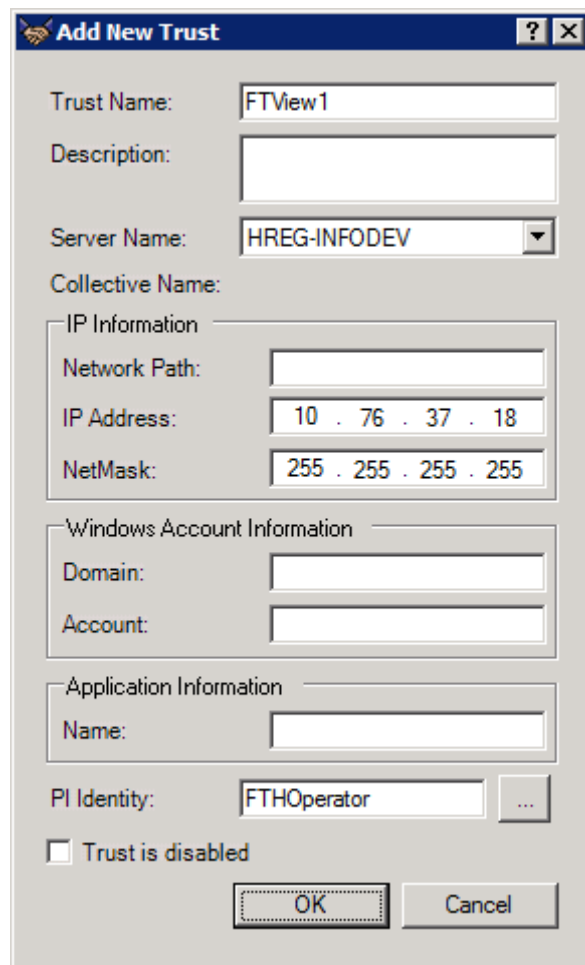 Add New Trust
Trust Name: FTView1
Description:
Server Name: HREG-INFODEV
Collective Name:
IP Information
Network Path:
IP Address: 10 . 76 . 37 . 18
NetMask: 255 . 255 . 255 . 255
Windows Account Information
Domain:
Account:
Application Information
Name:
PI Identity: FTHOperator ...
Trust is disabled
OK Cancel